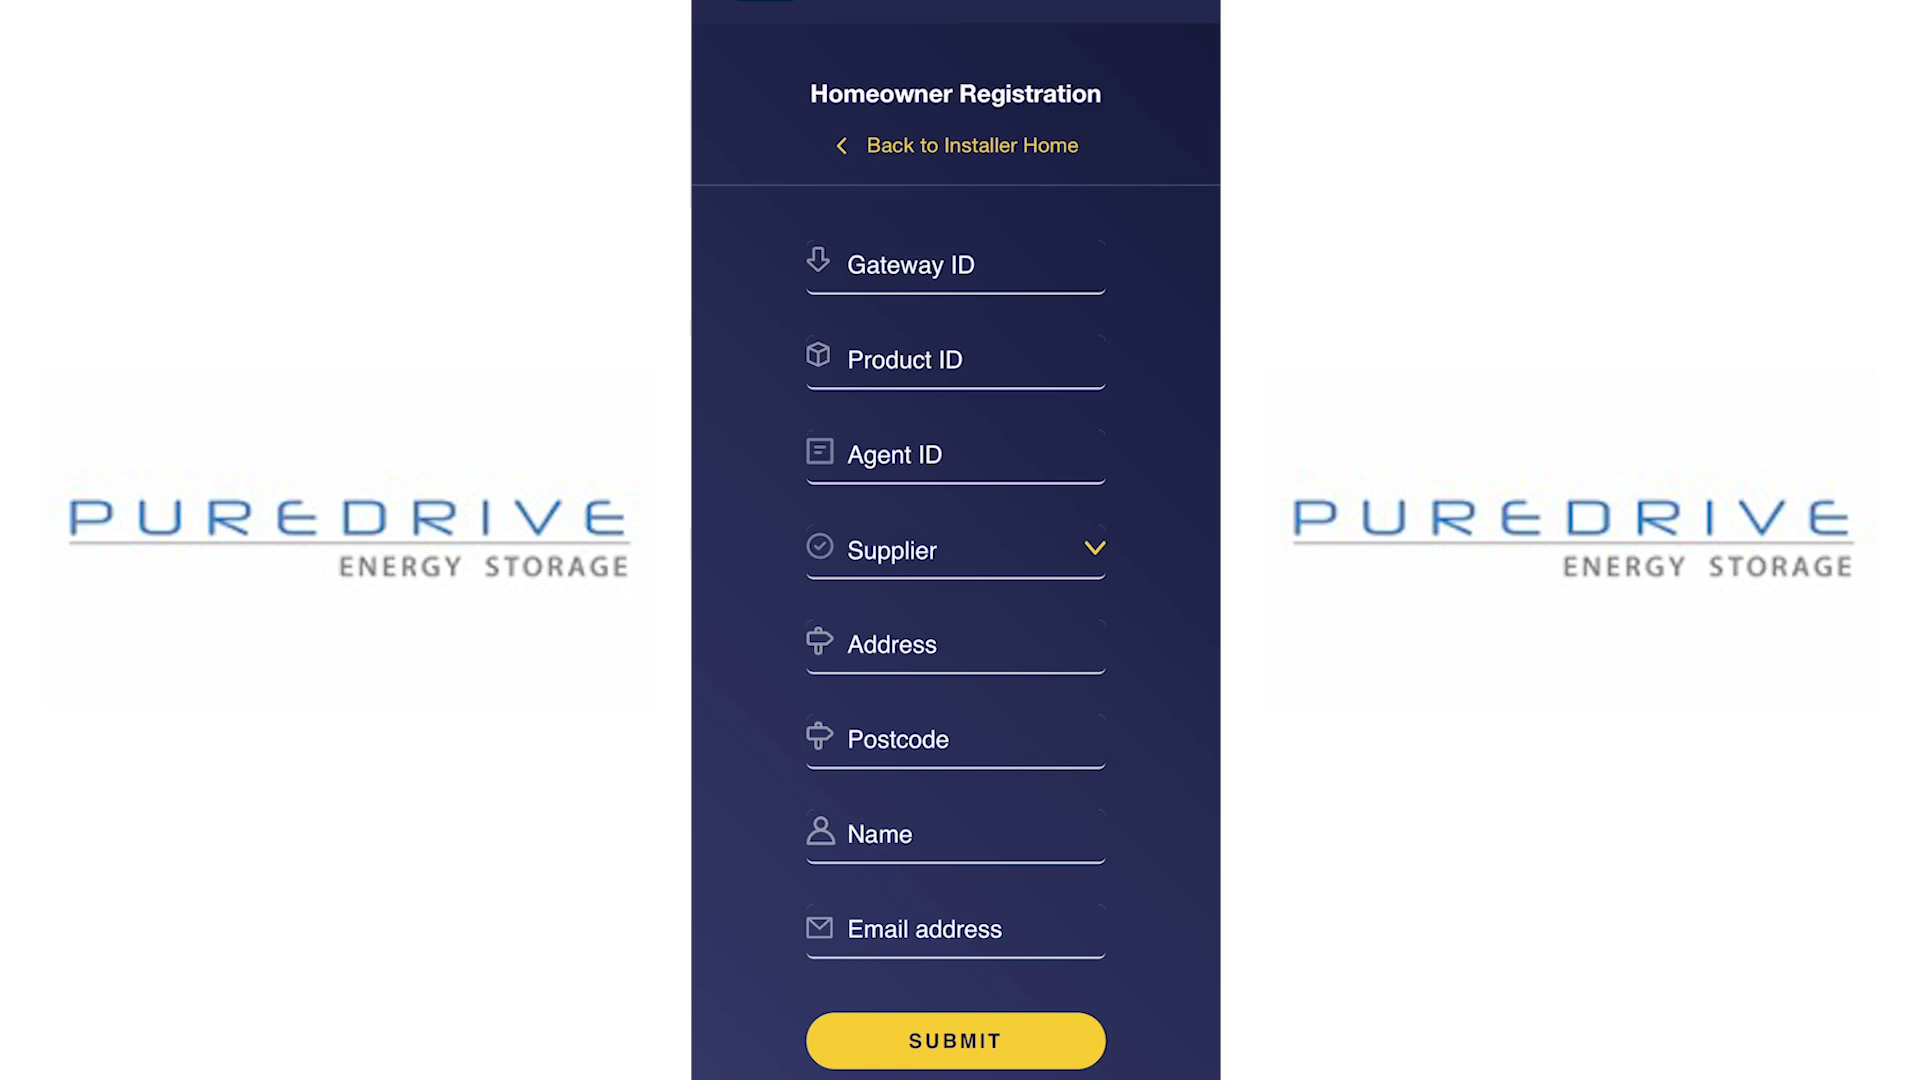 Homeowner Registration
Back to Installer Home
Gateway ID
Product ID
Agent ID
Supplier
Address
Postcode
Name
Email address
SUBMIT
PUREDRIVE
ENERGY STORAGE
PUREDRIVE
ENERGY STORAGE